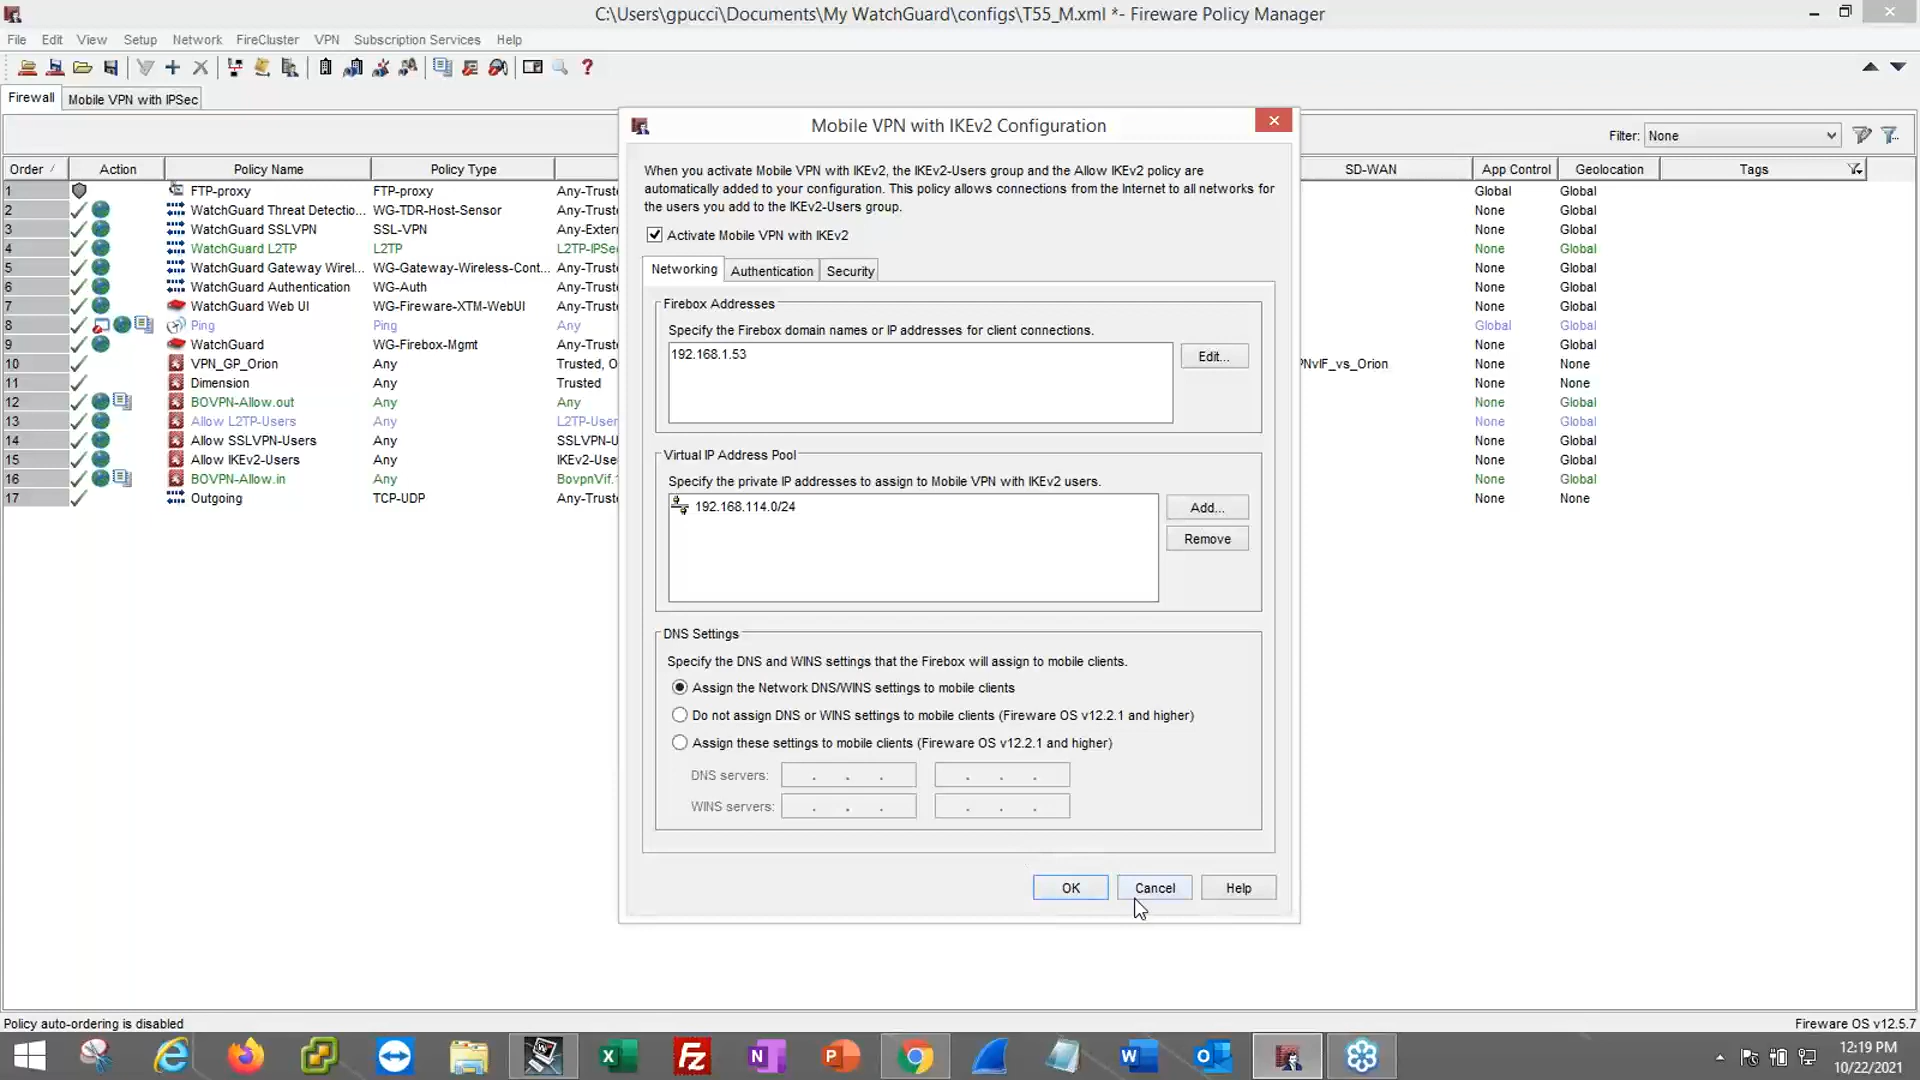 C:\Users\gpucci\Documents\My WatchGuard\configs\T55_M.xml *- Fireware Policy Manager
File Edit View Setup Network FireCluster VPN Subscription Services Help
Firewall Mobile VPN with IPSec
Filter: None
Order / Action Policy Name Policy Type SD-WAN App Control Geolocation Tags
1 FTP-proxy FTP-proxy Any-Trust Global Global
2 WatchGuard Threat Detectio... WG-TDR-Host-Sensor Any-Trust None Global
3 WatchGuard SSLVPN SSL-VPN Any-Exter None Global
4 WatchGuard L2TP L2TP L2TP-IPSe None Global
5 WatchGuard Gateway Wirel... WG-Gateway-Wireless-Cont... Any-Trust None Global
6 WatchGuard Authentication WG-Auth Any-Trust None Global
7 WatchGuard Web UI WG-Fireware-XTM-WebUI Any-Trust None Global
8 Ping Ping Any Global Global
9 WatchGuard WG-Firebox-Mgmt Any-Trust None Global
10 VPN_GP_Orion Any Trusted, O PNvIF_vs_Orion None None
11 Dimension Any Trusted None None
12 BOVPN-Allow.out Any Any None Global
13 Allow L2TP-Users Any L2TP-User None Global
14 Allow SSLVPN-Users Any SSLVPN-U None Global
15 Allow IKEv2-Users Any IKEv2-Use None Global
16 BOVPN-Allow.in Any BovpnVif. None Global
17 Outgoing TCP-UDP Any-Trust None None
Mobile VPN with IKEv2 Configuration
When you activate Mobile VPN with IKEv2, the IKEv2-Users group and the Allow IKEv2 policy are
automatically added to your configuration. This policy allows connections from the Internet to all networks for
the users you add to the IKEv2-Users group.
Activate Mobile VPN with IKEv2
Networking Authentication Security
Firebox Addresses
Specify the Firebox domain names or IP addresses for client connections.
192.168.1.53
Edit...
Virtual IP Address Pool
Specify the private IP addresses to assign to Mobile VPN with IKEv2 users.
192.168.114.0/24
Add...
Remove
DNS Settings
Specify the DNS and WINS settings that the Firebox will assign to mobile clients.
Assign the Network DNS/WINS settings to mobile clients
Do not assign DNS or WINS settings to mobile clients (Fireware OS v12.2.1 and higher)
Assign these settings to mobile clients (Fireware OS v12.2.1 and higher)
DNS servers: . . . . . .
WINS servers: . . . . . .
OK Cancel Help
Policy auto-ordering is disabled
Fireware OS v12.5.7
12:19 PM
10/22/2021